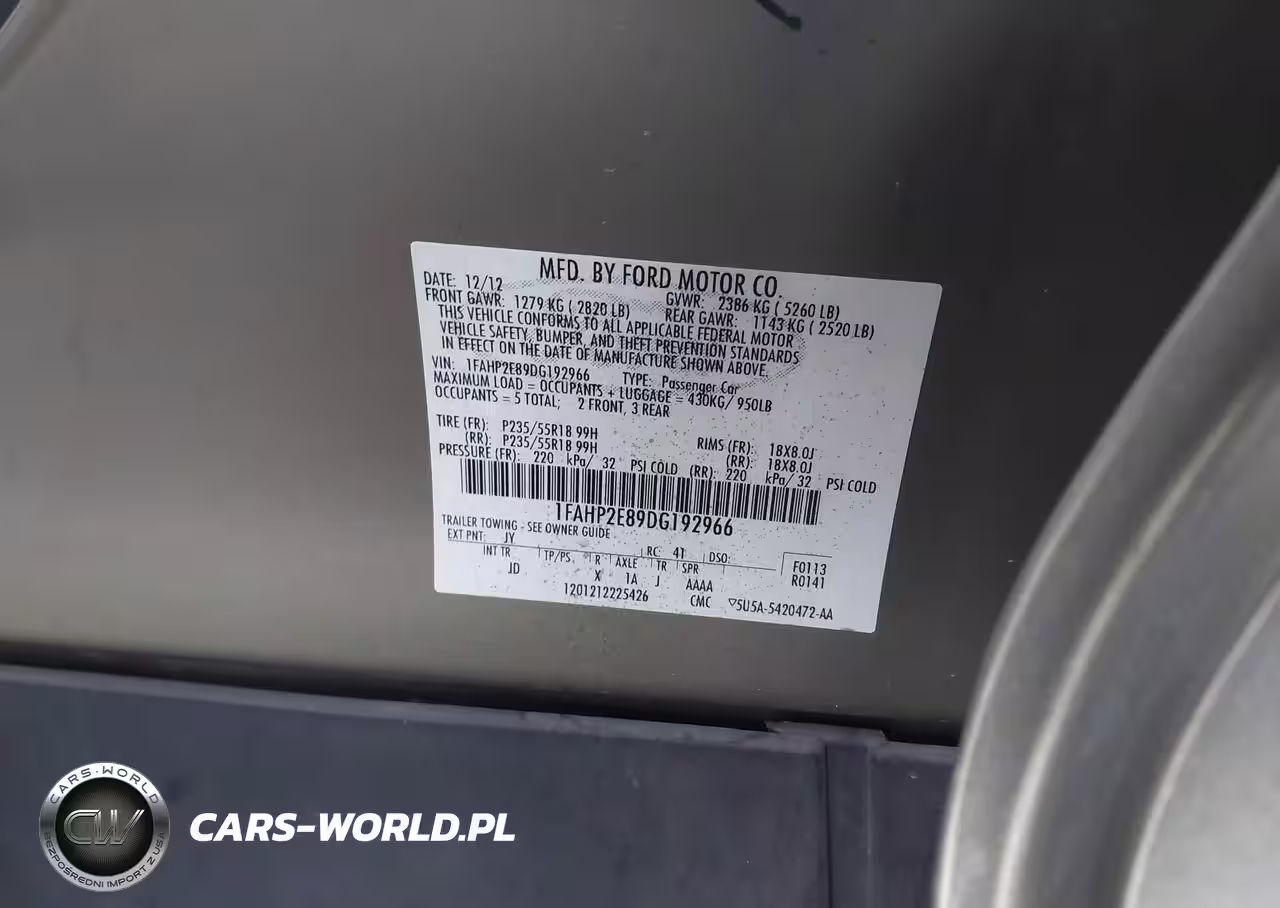 MFD. BY FORD MOTOR CO.
DATE: 12/12 GVWR: 2386 KG ( 5260 LB)
FRONT GAWR: 1279 KG ( 2820 LB) REAR GAWR: 1143 KG ( 2520 LB)
THIS VEHICLE CONFORMS TO ALL APPLICABLE FEDERAL MOTOR
VEHICLE SAFETY, BUMPER, AND THEFT PREVENTION STANDARDS
IN EFFECT ON THE DATE OF MANUFACTURE SHOWN ABOVE.
VIN: 1FAHP2E89DG192966 TYPE: Passenger Car
MAXIMUM LOAD = OCCUPANTS + LUGGAGE = 430KG/ 950LB
OCCUPANTS = 5 TOTAL; 2 FRONT, 3 REAR
TIRE (FR): P235/55R18 99H RIMS (FR): 18X8.0J
(RR): P235/55R18 99H (RR): 18X8.0J
PRESSURE (FR): 220 kPa/ 32 PSI COLD (RR): 220 kPa/ 32 PSI COLD
1FAHP2E89DG192966
TRAILER TOWING - SEE OWNER GUIDE
EXT PNT: JY RC: 41 DSO: F0113
INT TR TP/PS R AXLE TR SPR R0141
JD X 1A J AAAA
1201212225426 CMC ▽5U5A-5420472-AA
CARS-WORLD
CW
BEZPOŚREDNI IMPORT Z USA
CARS-WORLD.PL